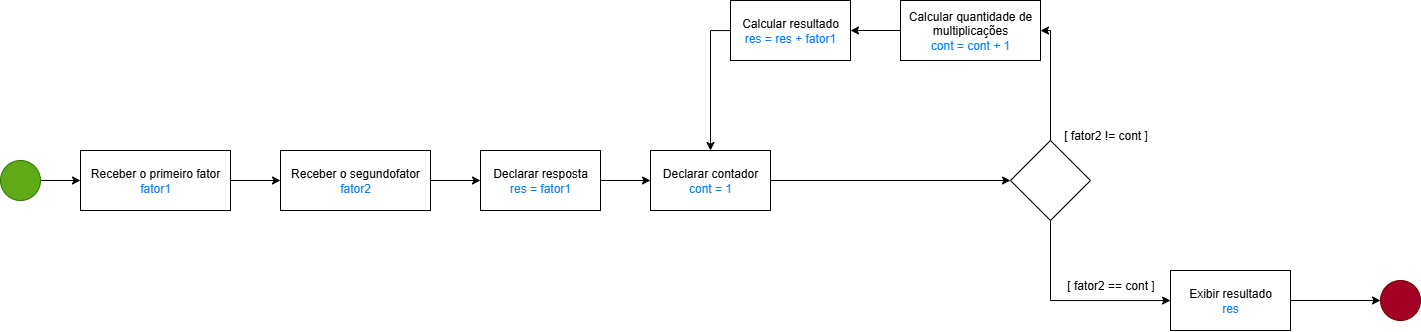 Calcular resultado
res = res + fator1
Calcular quantidade de
multiplicações
cont = cont + 1
[ fator2 != cont ]
Receber o primeiro fator
fator1
Receber o segundofator
fator2
Declarar resposta
res = fator1
Declarar contador
cont = 1
[ fator2 == cont ]
Exibir resultado
res